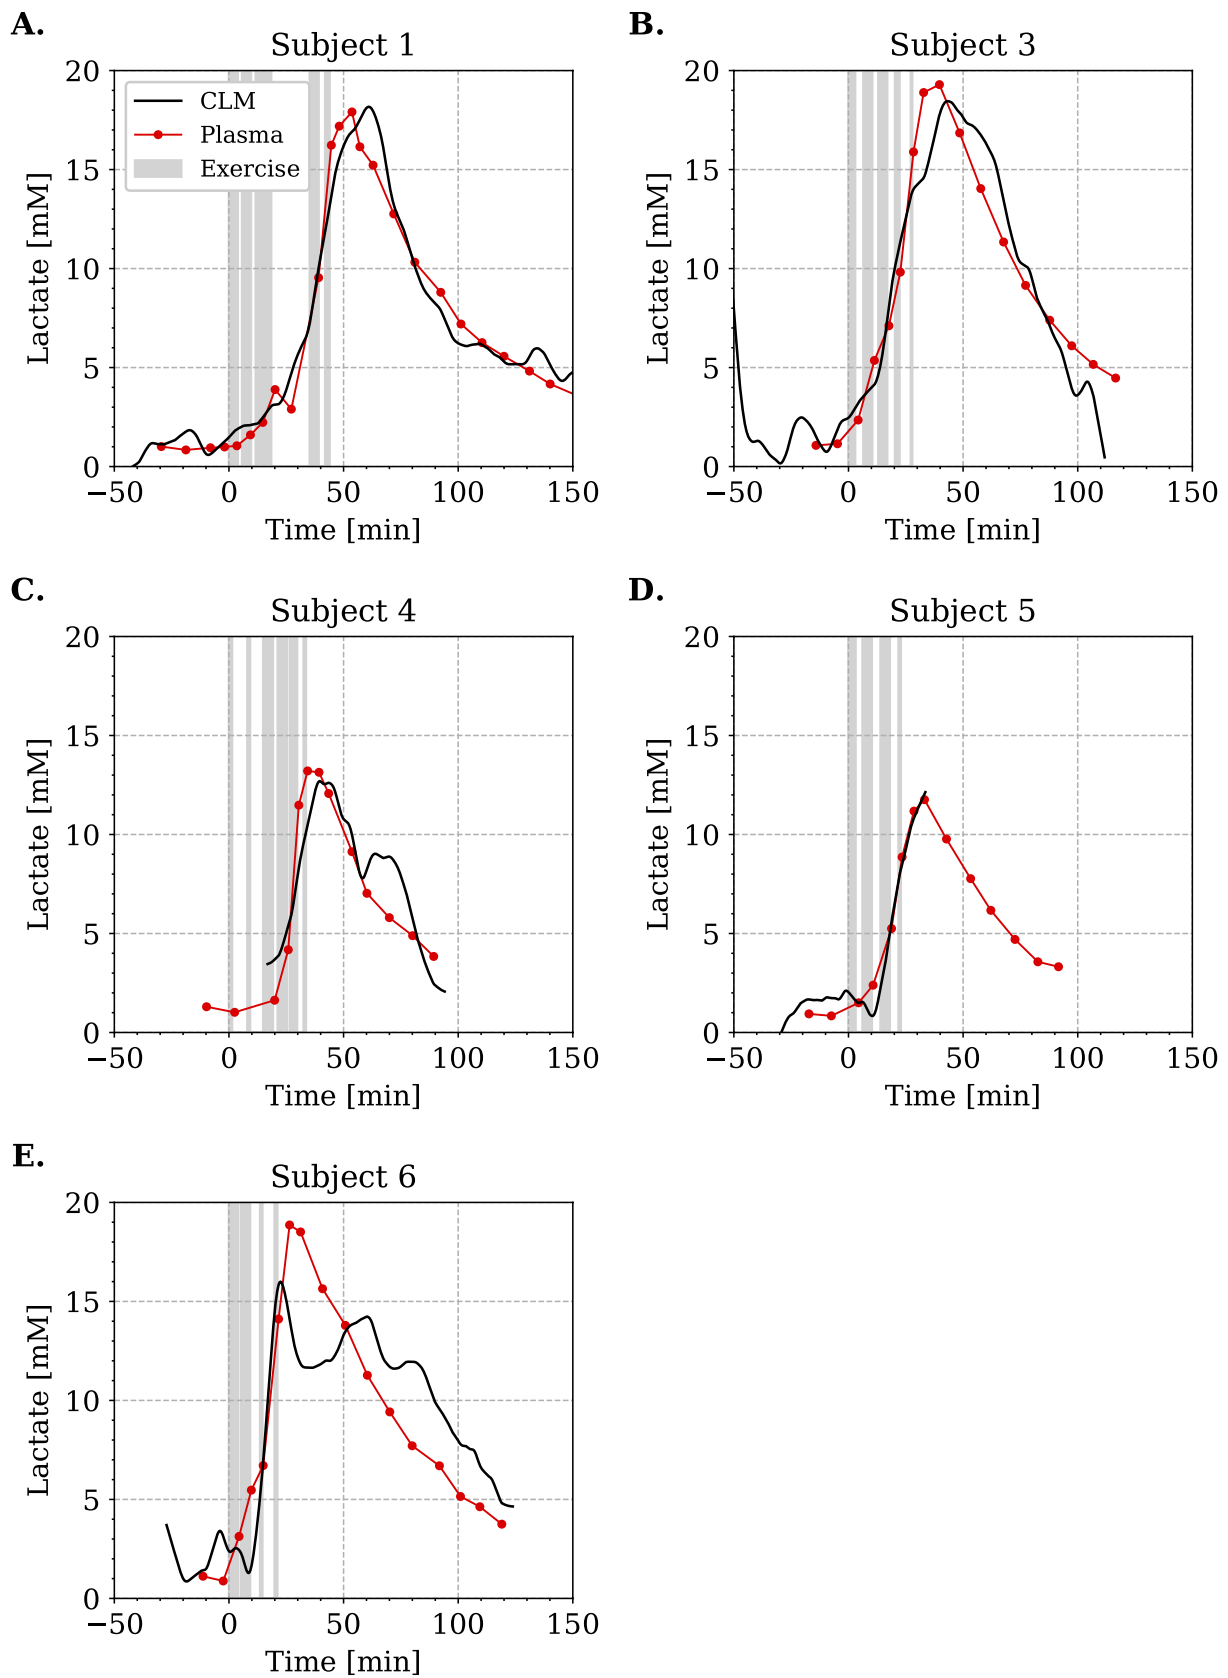 A.
Subject 1
20
15
10
5
0
Lactate [mM]
CLM
Plasma
Exercise
−50 0 50 100 150
Time [min]
B.
Subject 3
20
15
10
5
0
Lactate [mM]
−50 0 50 100 150
Time [min]
C.
Subject 4
20
15
10
5
0
Lactate [mM]
−50 0 50 100 150
Time [min]
D.
Subject 5
20
15
10
5
0
Lactate [mM]
−50 0 50 100 150
Time [min]
E.
Subject 6
20
15
10
5
0
Lactate [mM]
−50 0 50 100 150
Time [min]